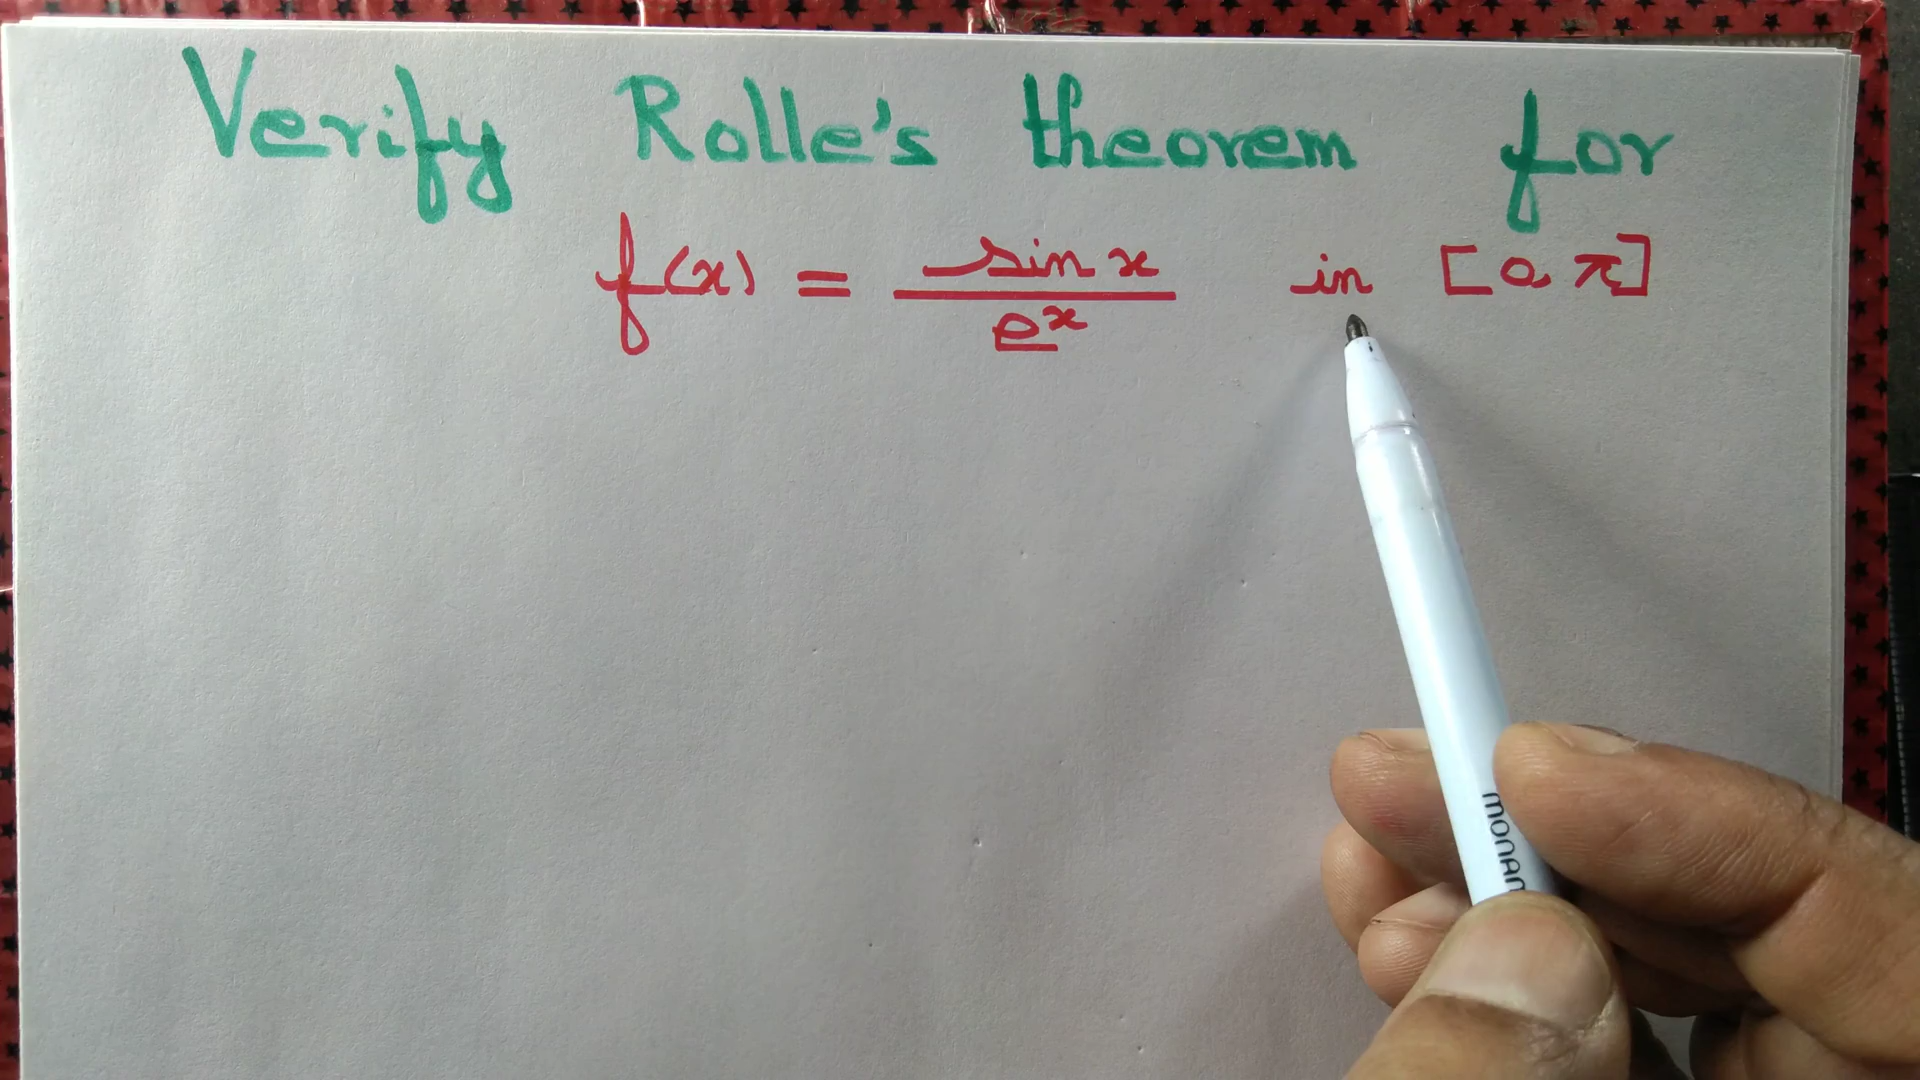 Verify Rolle's theorem for
f(x) = sin x / e^x in [0, π]
monam